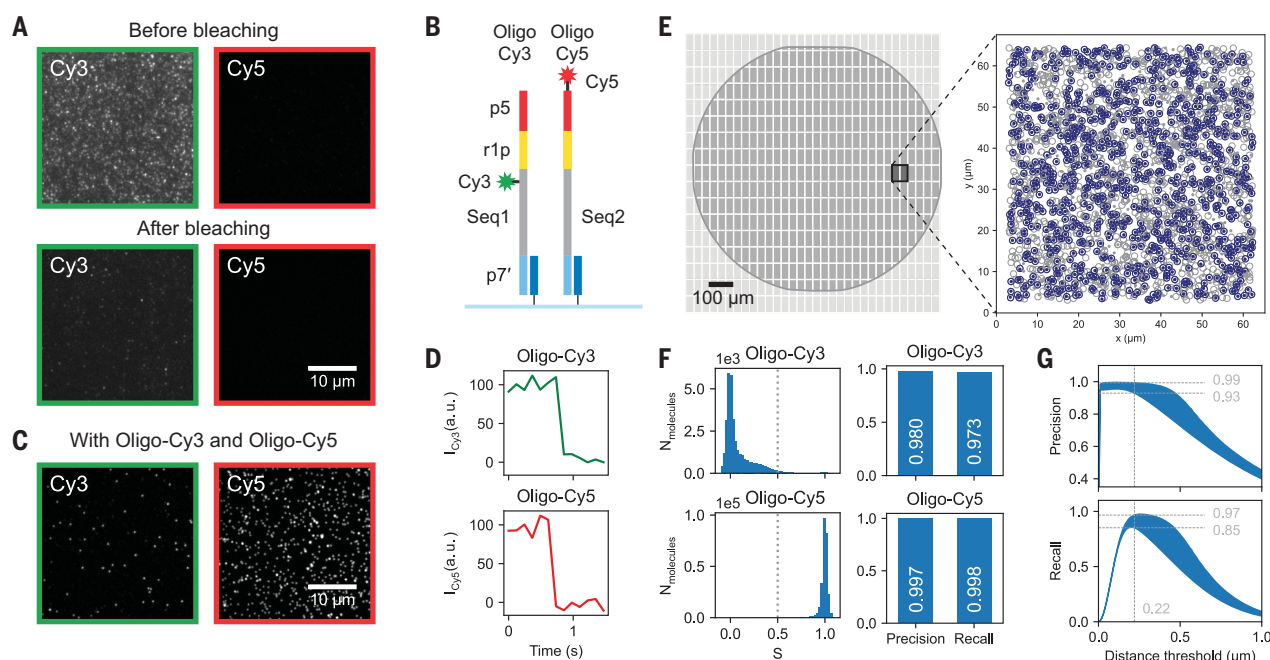 A
Before bleaching
Cy3
Cy5
After bleaching
Cy3
Cy5
10 µm
B
Oligo
Cy3
Oligo
Cy5
Cy5
p5
r1p
Cy3
Seq1
Seq2
p7′
C
With Oligo-Cy3 and Oligo-Cy5
Cy3
Cy5
10 µm
D
Oligo-Cy3
I_Cy3(a.u.)
100
50
0
Oligo-Cy5
I_Cy5(a.u.)
100
50
0
0
1
Time (s)
E
100 µm
y (µm)
60
50
40
30
20
10
0
0
10
20
30
40
50
60
x (µm)
F
1e3
Oligo-Cy3
N_molecules
5.0
2.5
0.0
1.0
0.5
0.0
0.980
0.973
1e5
Oligo-Cy5
N_molecules
1.0
0.5
0.0
0.0
0.5
1.0
S
Oligo-Cy5
1.0
0.5
0.0
0.997
0.998
Precision
Recall
G
Precision
1.0
0.8
0.6
0.4
0.99
0.93
Recall
1.0
0.5
0.0
0.97
0.85
0.22
0.0
0.5
1.0
Distance threshold (um)